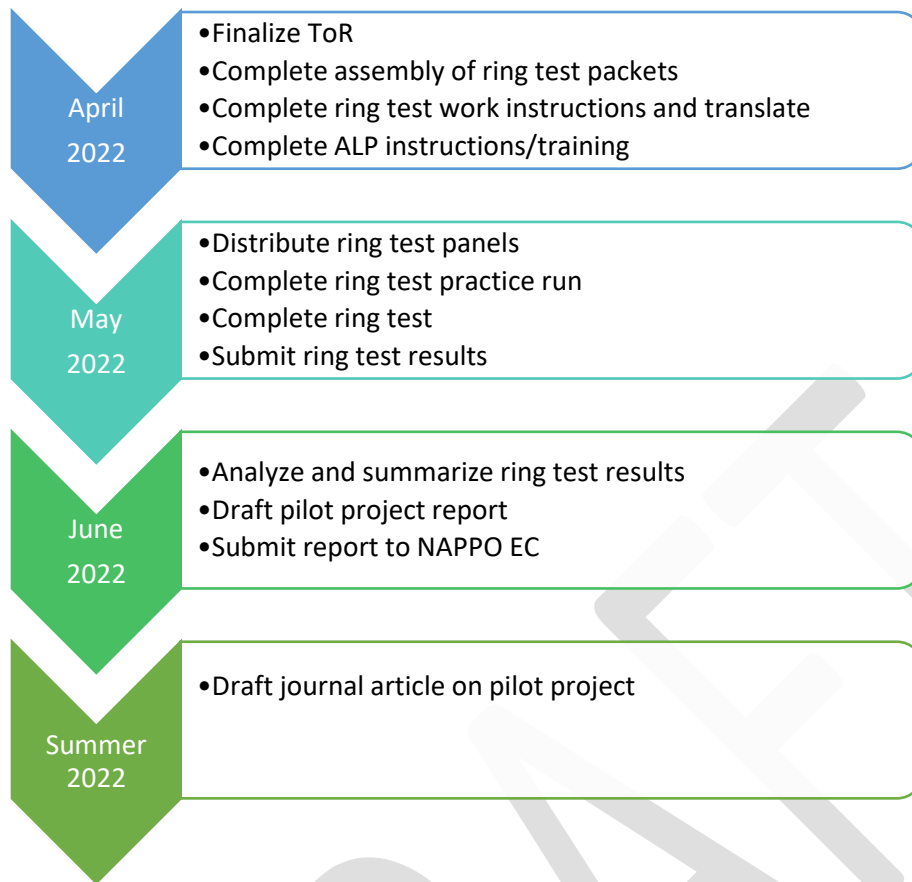 April
2022
•Finalize ToR
•Complete assembly of ring test packets
•Complete ring test work instructions and translate
•Complete ALP instructions/training
May
2022
•Distribute ring test panels
•Complete ring test practice run
•Complete ring test
•Submit ring test results
June
2022
•Analyze and summarize ring test results
•Draft pilot project report
•Submit report to NAPPO EC
Summer
2022
•Draft journal article on pilot project
DRAFT